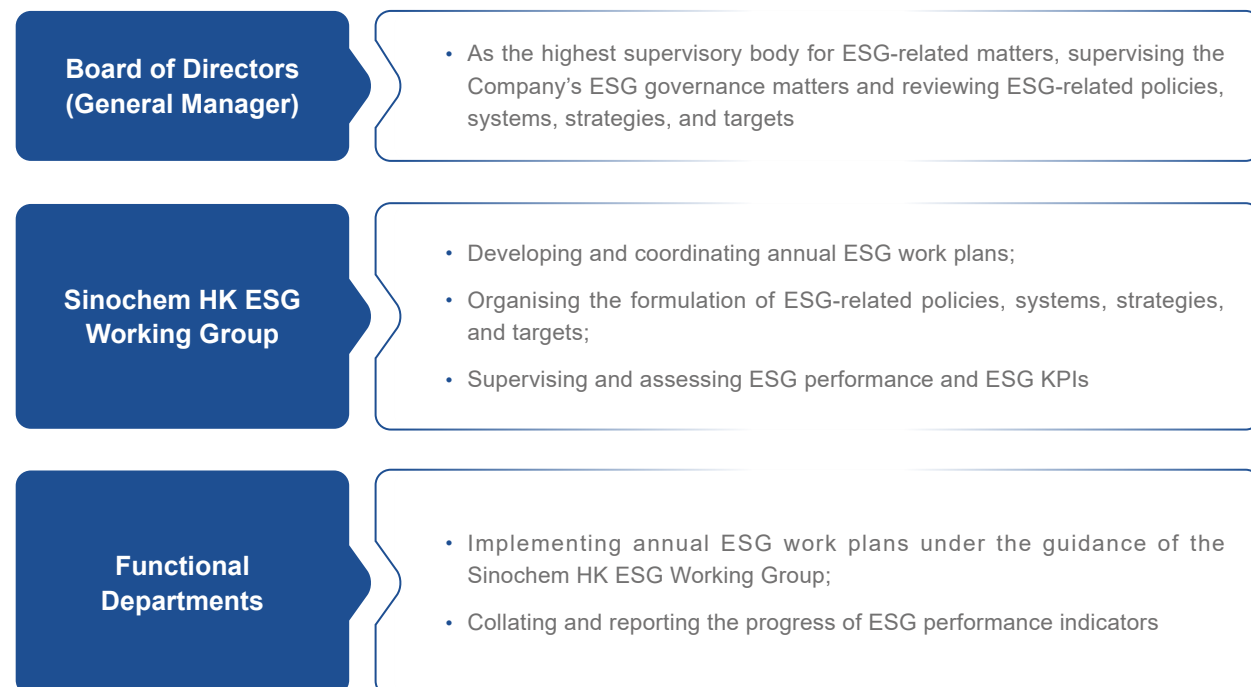 Board of Directors
(General Manager)
• As the highest supervisory body for ESG-related matters, supervising the
Company’s ESG governance matters and reviewing ESG-related policies,
systems, strategies, and targets
Sinochem HK ESG
Working Group
• Developing and coordinating annual ESG work plans;
• Organising the formulation of ESG-related policies, systems, strategies,
and targets;
• Supervising and assessing ESG performance and ESG KPIs
Functional
Departments
• Implementing annual ESG work plans under the guidance of the
Sinochem HK ESG Working Group;
• Collating and reporting the progress of ESG performance indicators